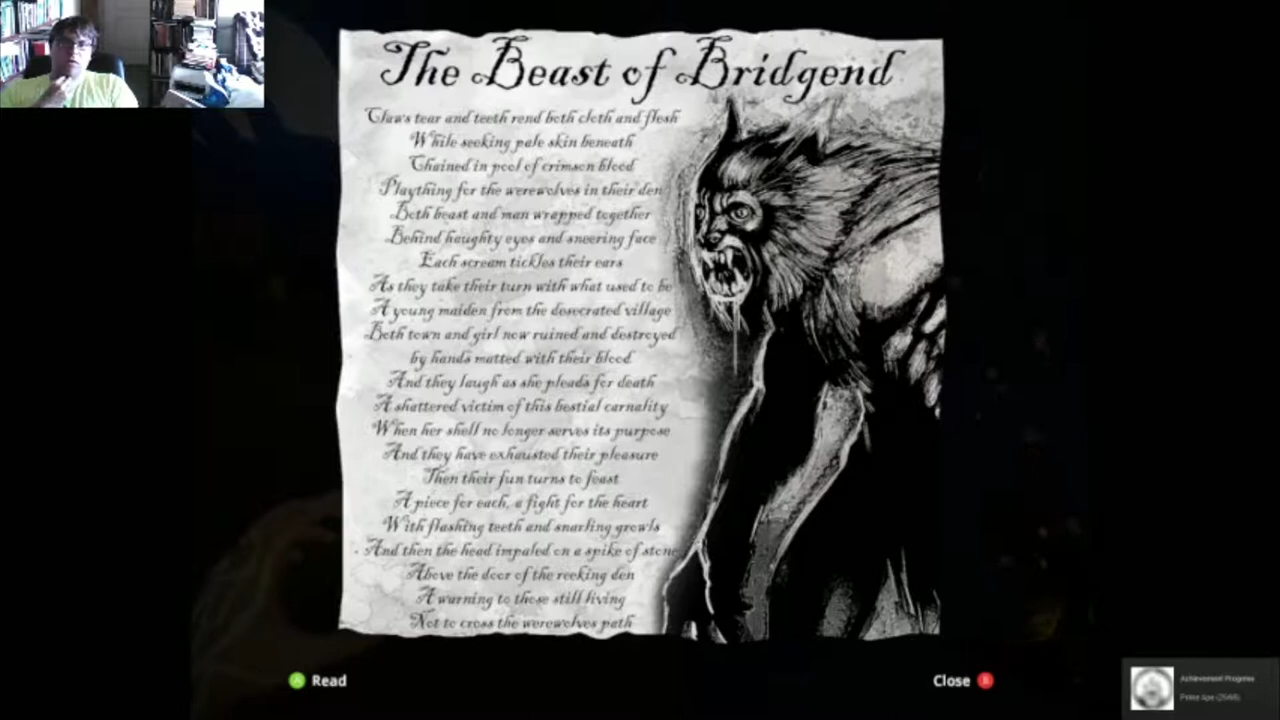 The Beast of Bridgend
Claws tear and teeth rend both cloth and flesh
While seeking pale skin beneath
Chained in pool of crimson blood
Plaything for the werewolves in their den
Both beast and man wrapped together
Behind haughty eyes and sneering face
Each scream tickles their ears
As they take their turn with what used to be
A young maiden from the desecrated village
Both town and girl now ruined and destroyed
by hands matted with their blood
And they laugh as she pleads for death
A shattered victim of this bestial carnality
When her shell no longer serves its purpose
And they have exhausted their pleasure
Then their fun turns to feast
A piece for each, a fight for the heart
With flashing teeth and snarling growls
And then the head impaled on a spike of stone
Above the door of the reeking den
A warning to those still living
Not to cross the werewolves path
A Read
Close B
Achievement Progress